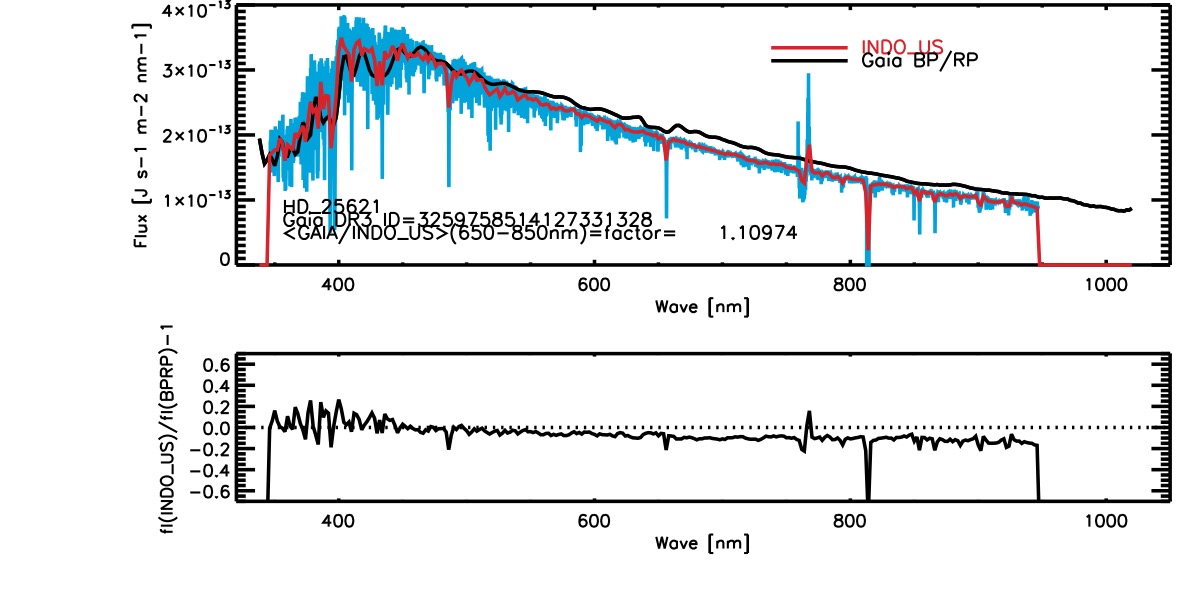 4×10−13
3×10−13
2×10−13
1×10−13
0
Flux [J s−1 m−2 nm−1]
INDO_US
Gaia BP/RP
HD_25621
Gaia DR3 ID=3259758514127331328
<GAIA/INDO_US>(650−850nm)=factor= 1.10974
400 600 800 1000
Wave [nm]
0.6
0.4
0.2
0.0
−0.2
−0.4
−0.6
fl(INDO_US)/fl(BPRP)−1
400 600 800 1000
Wave [nm]